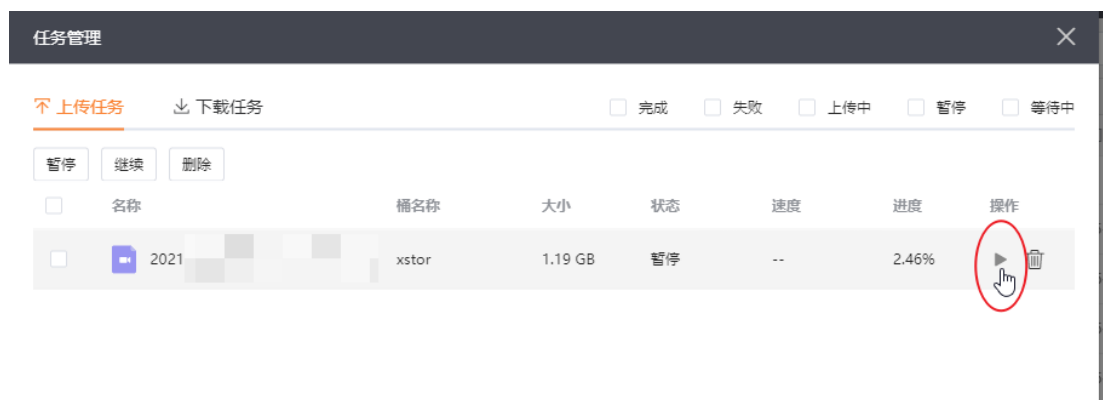 任务管理
上传任务 下载任务 完成 失败 上传中 暂停 等待中
暂停 继续 删除
名称 桶名称 大小 状态 速度 进度 操作
2021 xstor 1.19 GB 暂停 -- 2.46%